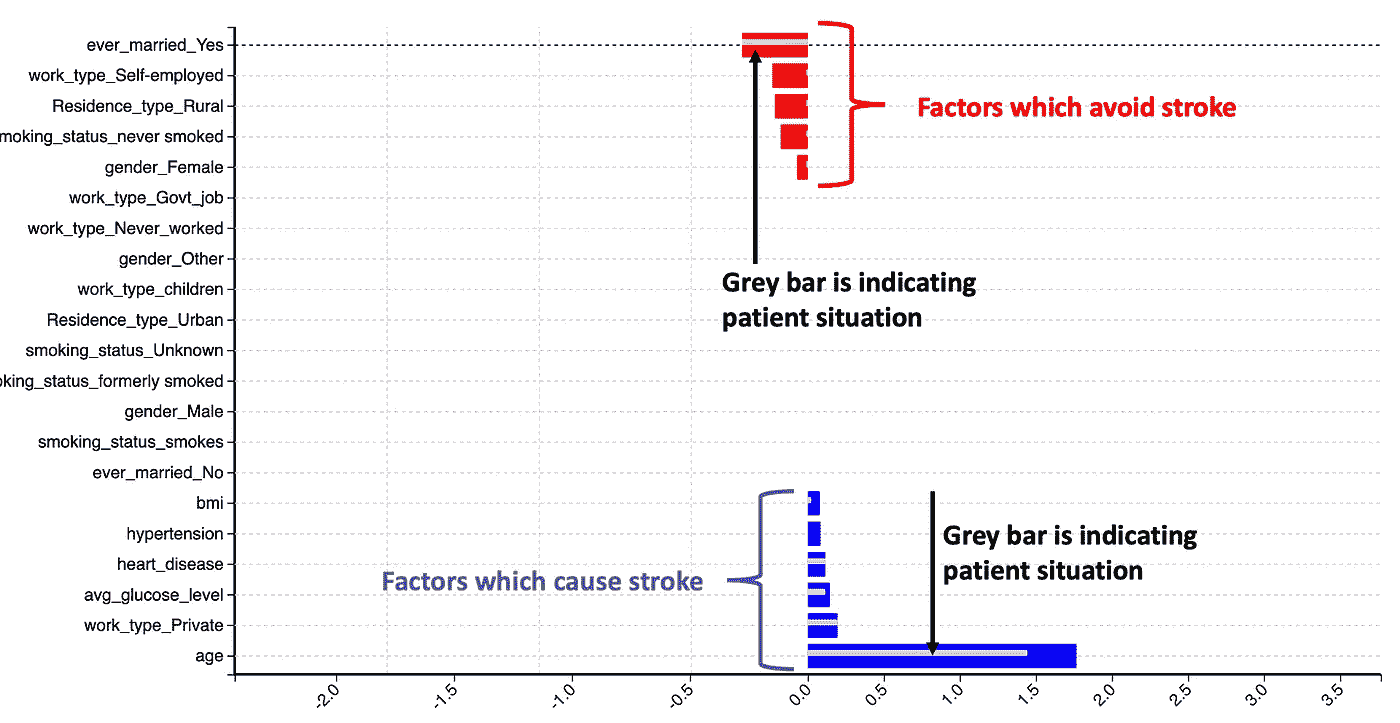 ever_married_Yes
work_type_Self-employed
Residence_type_Rural
moking_status_never smoked
gender_Female
work_type_Govt_job
work_type_Never_worked
gender_Other
work_type_children
Residence_type_Urban
smoking_status_Unknown
oking_status_formerly smoked
gender_Male
smoking_status_smokes
ever_married_No
bmi
hypertension
heart_disease
avg_glucose_level
work_type_Private
age
Factors which avoid stroke
Grey bar is indicating
patient situation
Factors which cause stroke
Grey bar is indicating
patient situation
-2.0 -1.5 -1.0 -0.5 0.0 0.5 1.0 1.5 2.0 2.5 3.0 3.5